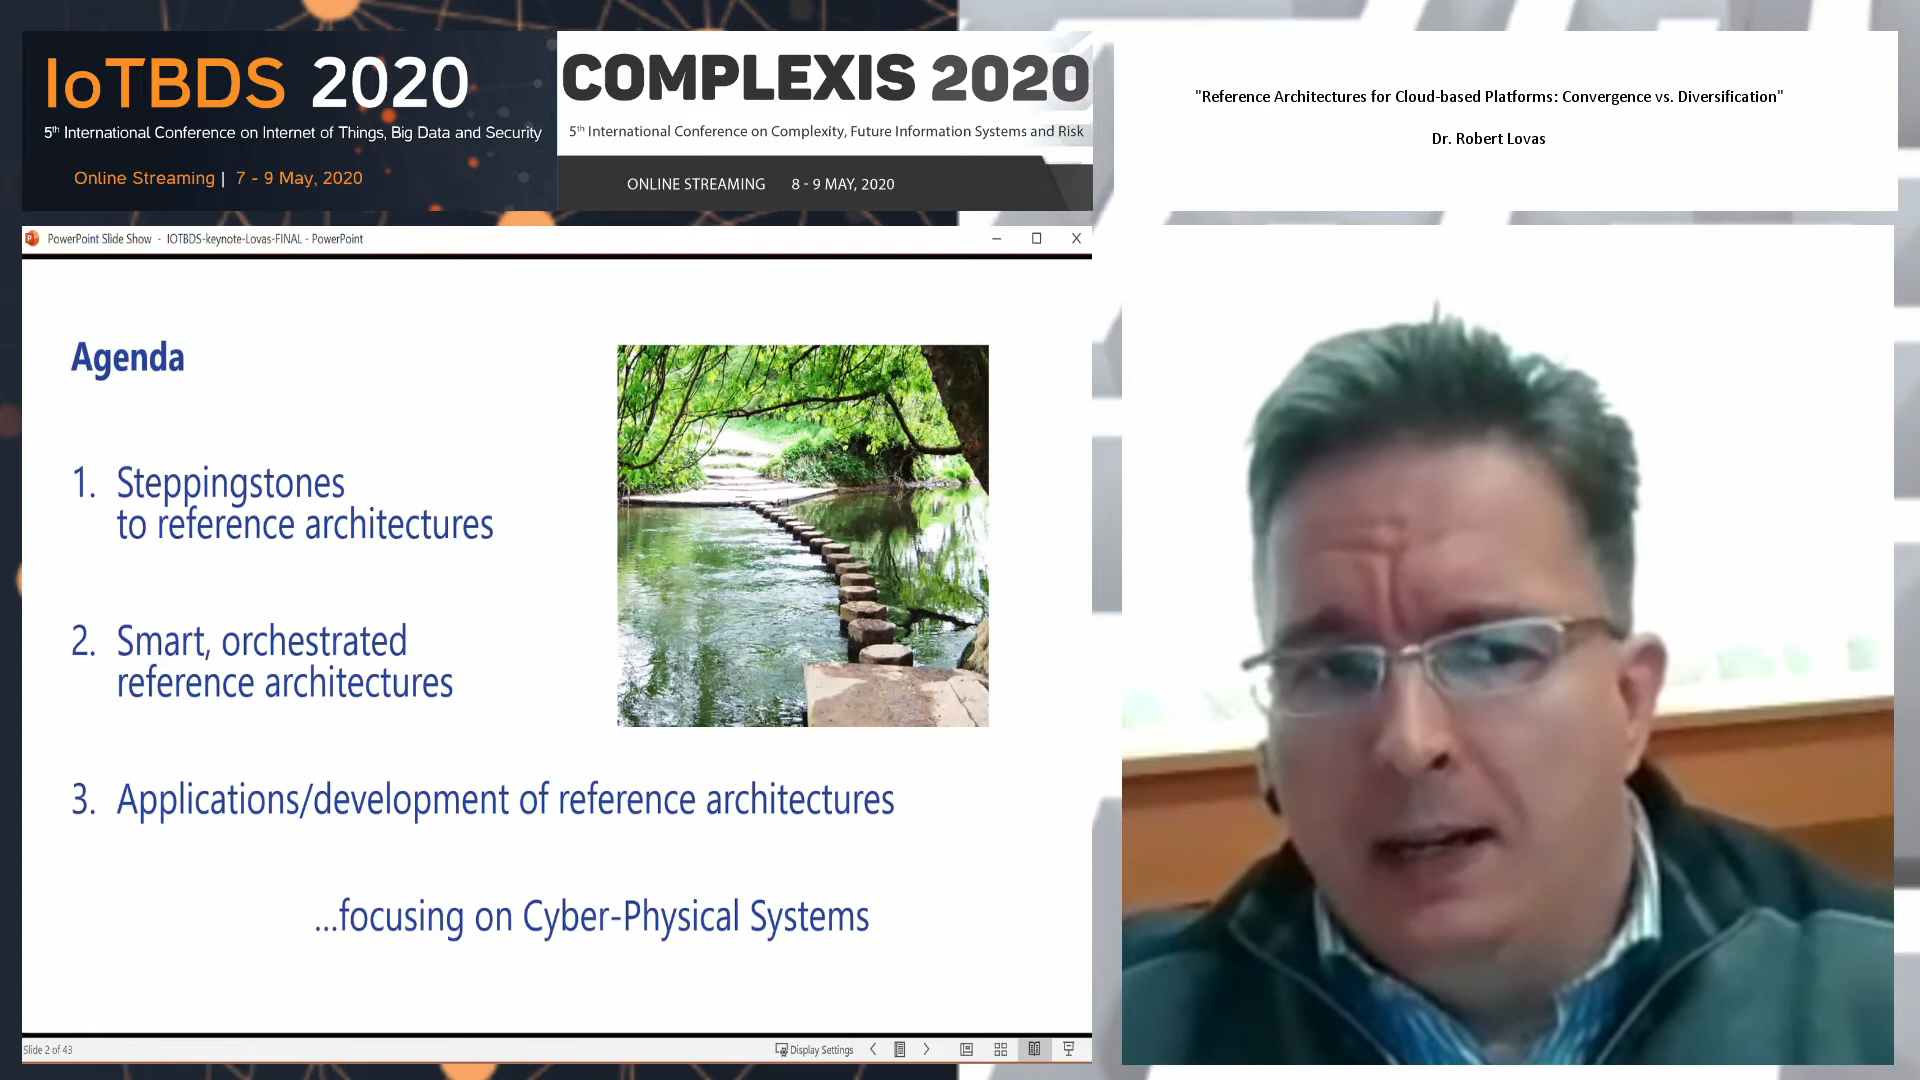 IoTBDS 2020
5th International Conference on Internet of Things, Big Data and Security
Online Streaming | 7 - 9 May, 2020
COMPLEXIS 2020
5th International Conference on Complexity, Future Information Systems and Risk
ONLINE STREAMING 8 - 9 MAY, 2020
"Reference Architectures for Cloud-based Platforms: Convergence vs. Diversification"
Dr. Robert Lovas
PowerPoint Slide Show - IOTBDS-keynote-Lovas-FINAL - PowerPoint
Agenda
1. Steppingstones
to reference architectures
2. Smart, orchestrated
reference architectures
3. Applications/development of reference architectures
...focusing on Cyber-Physical Systems
Slide 2 of 43
Display Settings